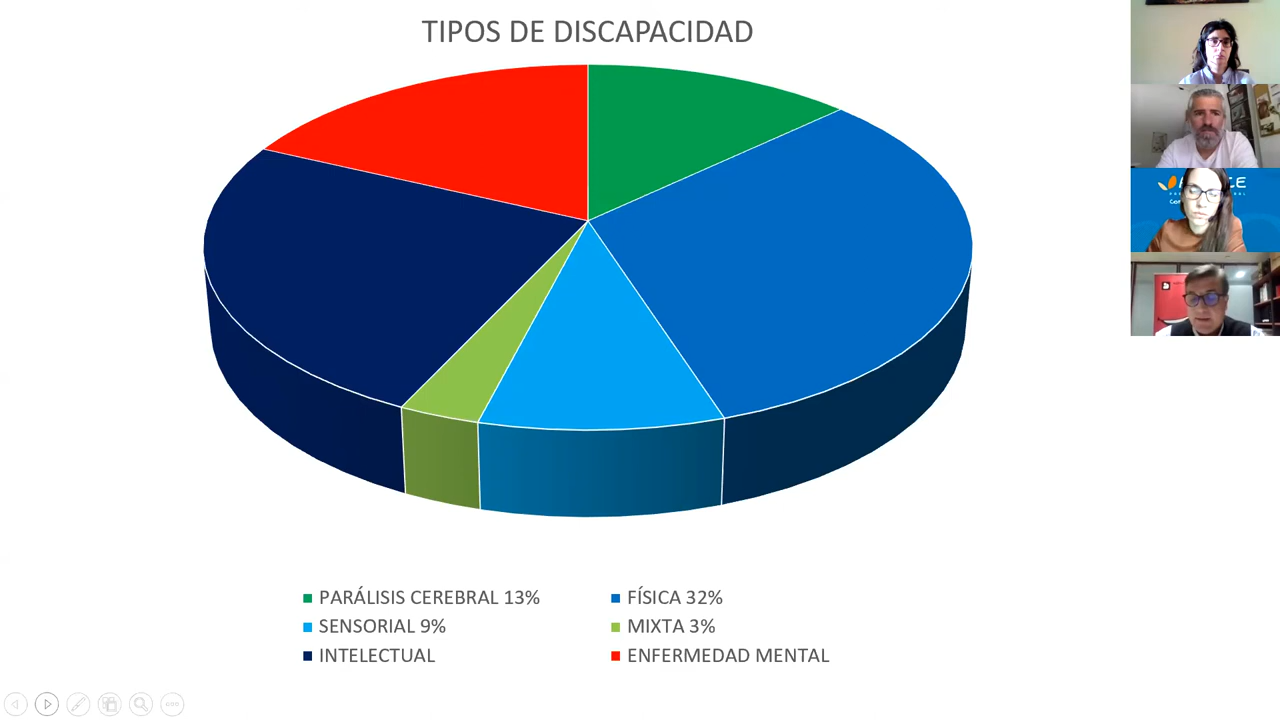 TIPOS DE DISCAPACIDAD
PARÁLISIS CEREBRAL 13%
FÍSICA 32%
SENSORIAL 9%
MIXTA 3%
INTELECTUAL
ENFERMEDAD MENTAL